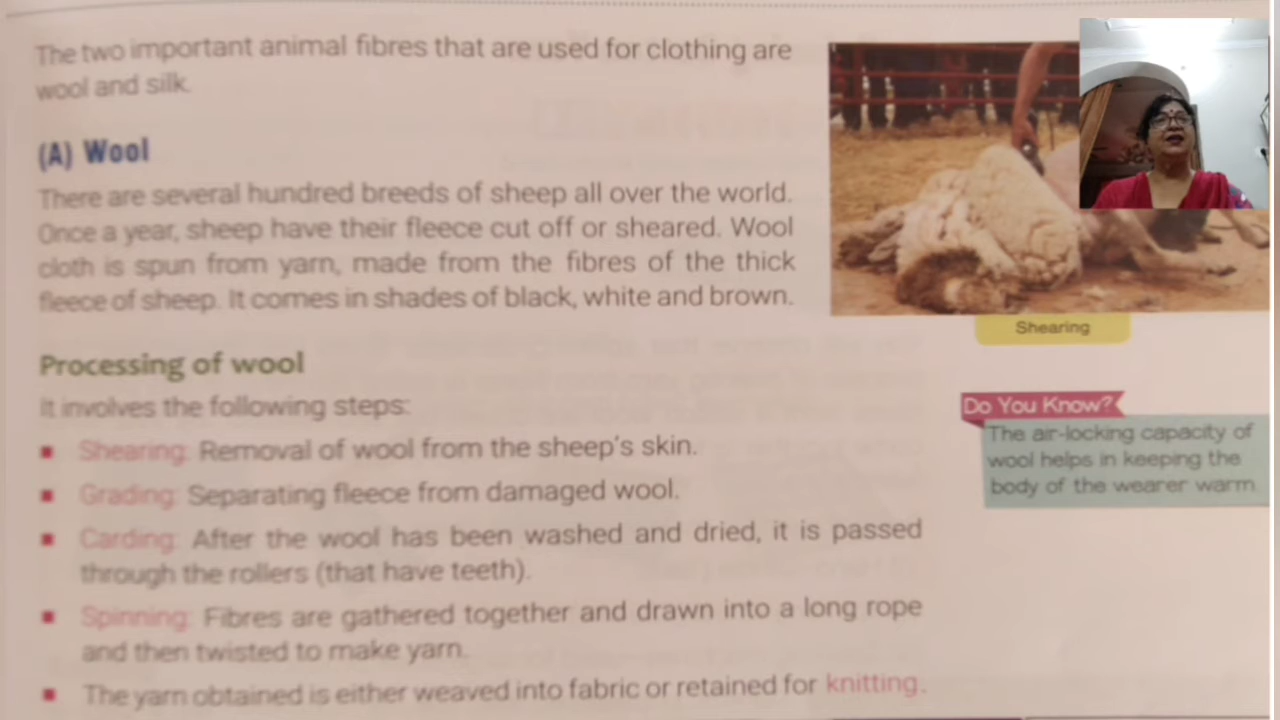 The two important animal fibres that are used for clothing are
wool and silk.
(A) Wool
There are several hundred breeds of sheep all over the world.
Once a year, sheep have their fleece cut off or sheared. Wool
cloth is spun from yarn, made from the fibres of the thick
fleece of sheep. It comes in shades of black, white and brown.
Shearing
Processing of wool
It involves the following steps:
Shearing: Removal of wool from the sheep's skin.
Grading: Separating fleece from damaged wool.
Carding: After the wool has been washed and dried, it is passed
through the rollers (that have teeth).
Spinning: Fibres are gathered together and drawn into a long rope
and then twisted to make yarn.
The yarn obtained is either weaved into fabric or retained for knitting.
Do You Know?
The air-locking capacity of
wool helps in keeping the
body of the wearer warm